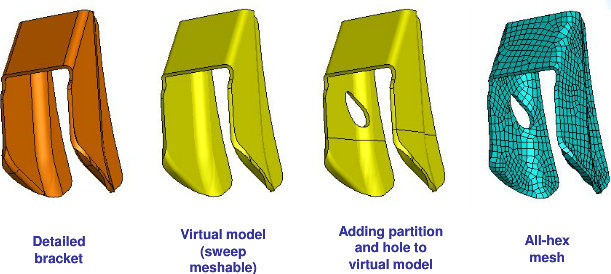 Detailed
bracket
Virtual model
(sweep
meshable)
Adding partition
and hole to
virtual model
All-hex
mesh